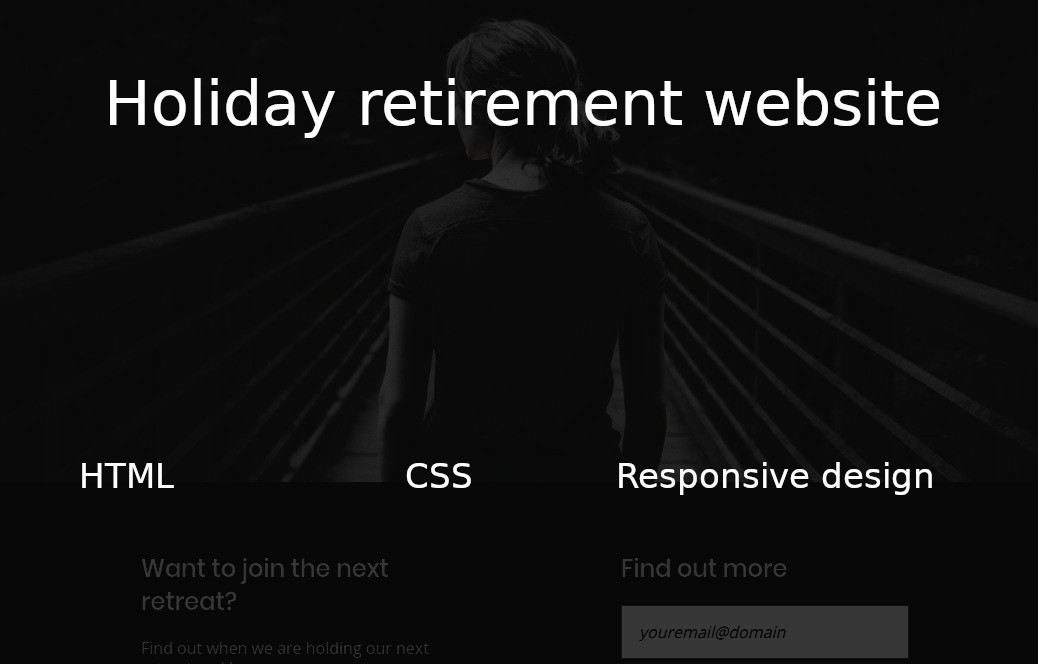 Holiday retirement website
HTML
CSS
Responsive design
Want to join the next
retreat?
Find out when we are holding our next
Find out more
youremail@domain